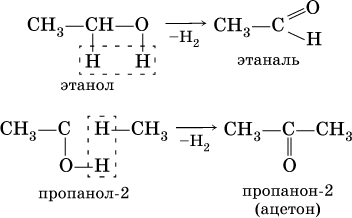 CH₃—CH—O → CH₃—C O
H H −H₂ H
этанол этаналь
CH₃—C H—CH₃ → CH₃—C—CH₃
O—H −H₂ O
пропанол-2 пропанон-2
(ацетон)